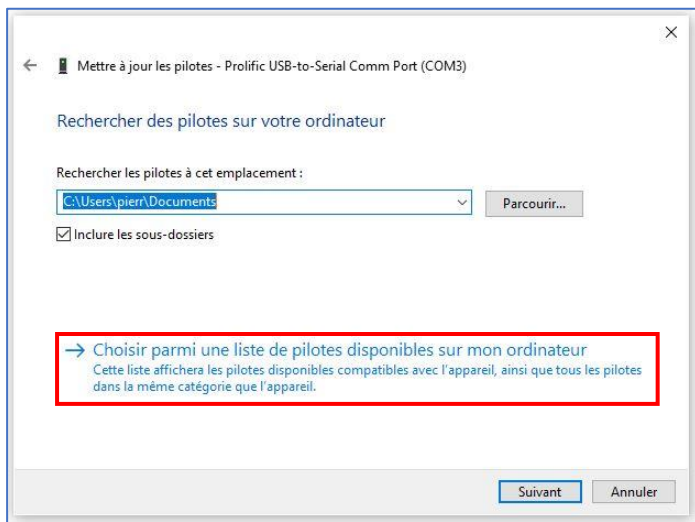 Mettre à jour les pilotes - Prolific USB-to-Serial Comm Port (COM3)
Rechercher des pilotes sur votre ordinateur
Rechercher les pilotes à cet emplacement :
C:\Users\pierr\Documents
Parcourir...
Inclure les sous-dossiers
Choisir parmi une liste de pilotes disponibles sur mon ordinateur
Cette liste affichera les pilotes disponibles compatibles avec l'appareil, ainsi que tous les pilotes
dans la même catégorie que l'appareil.
Suivant
Annuler